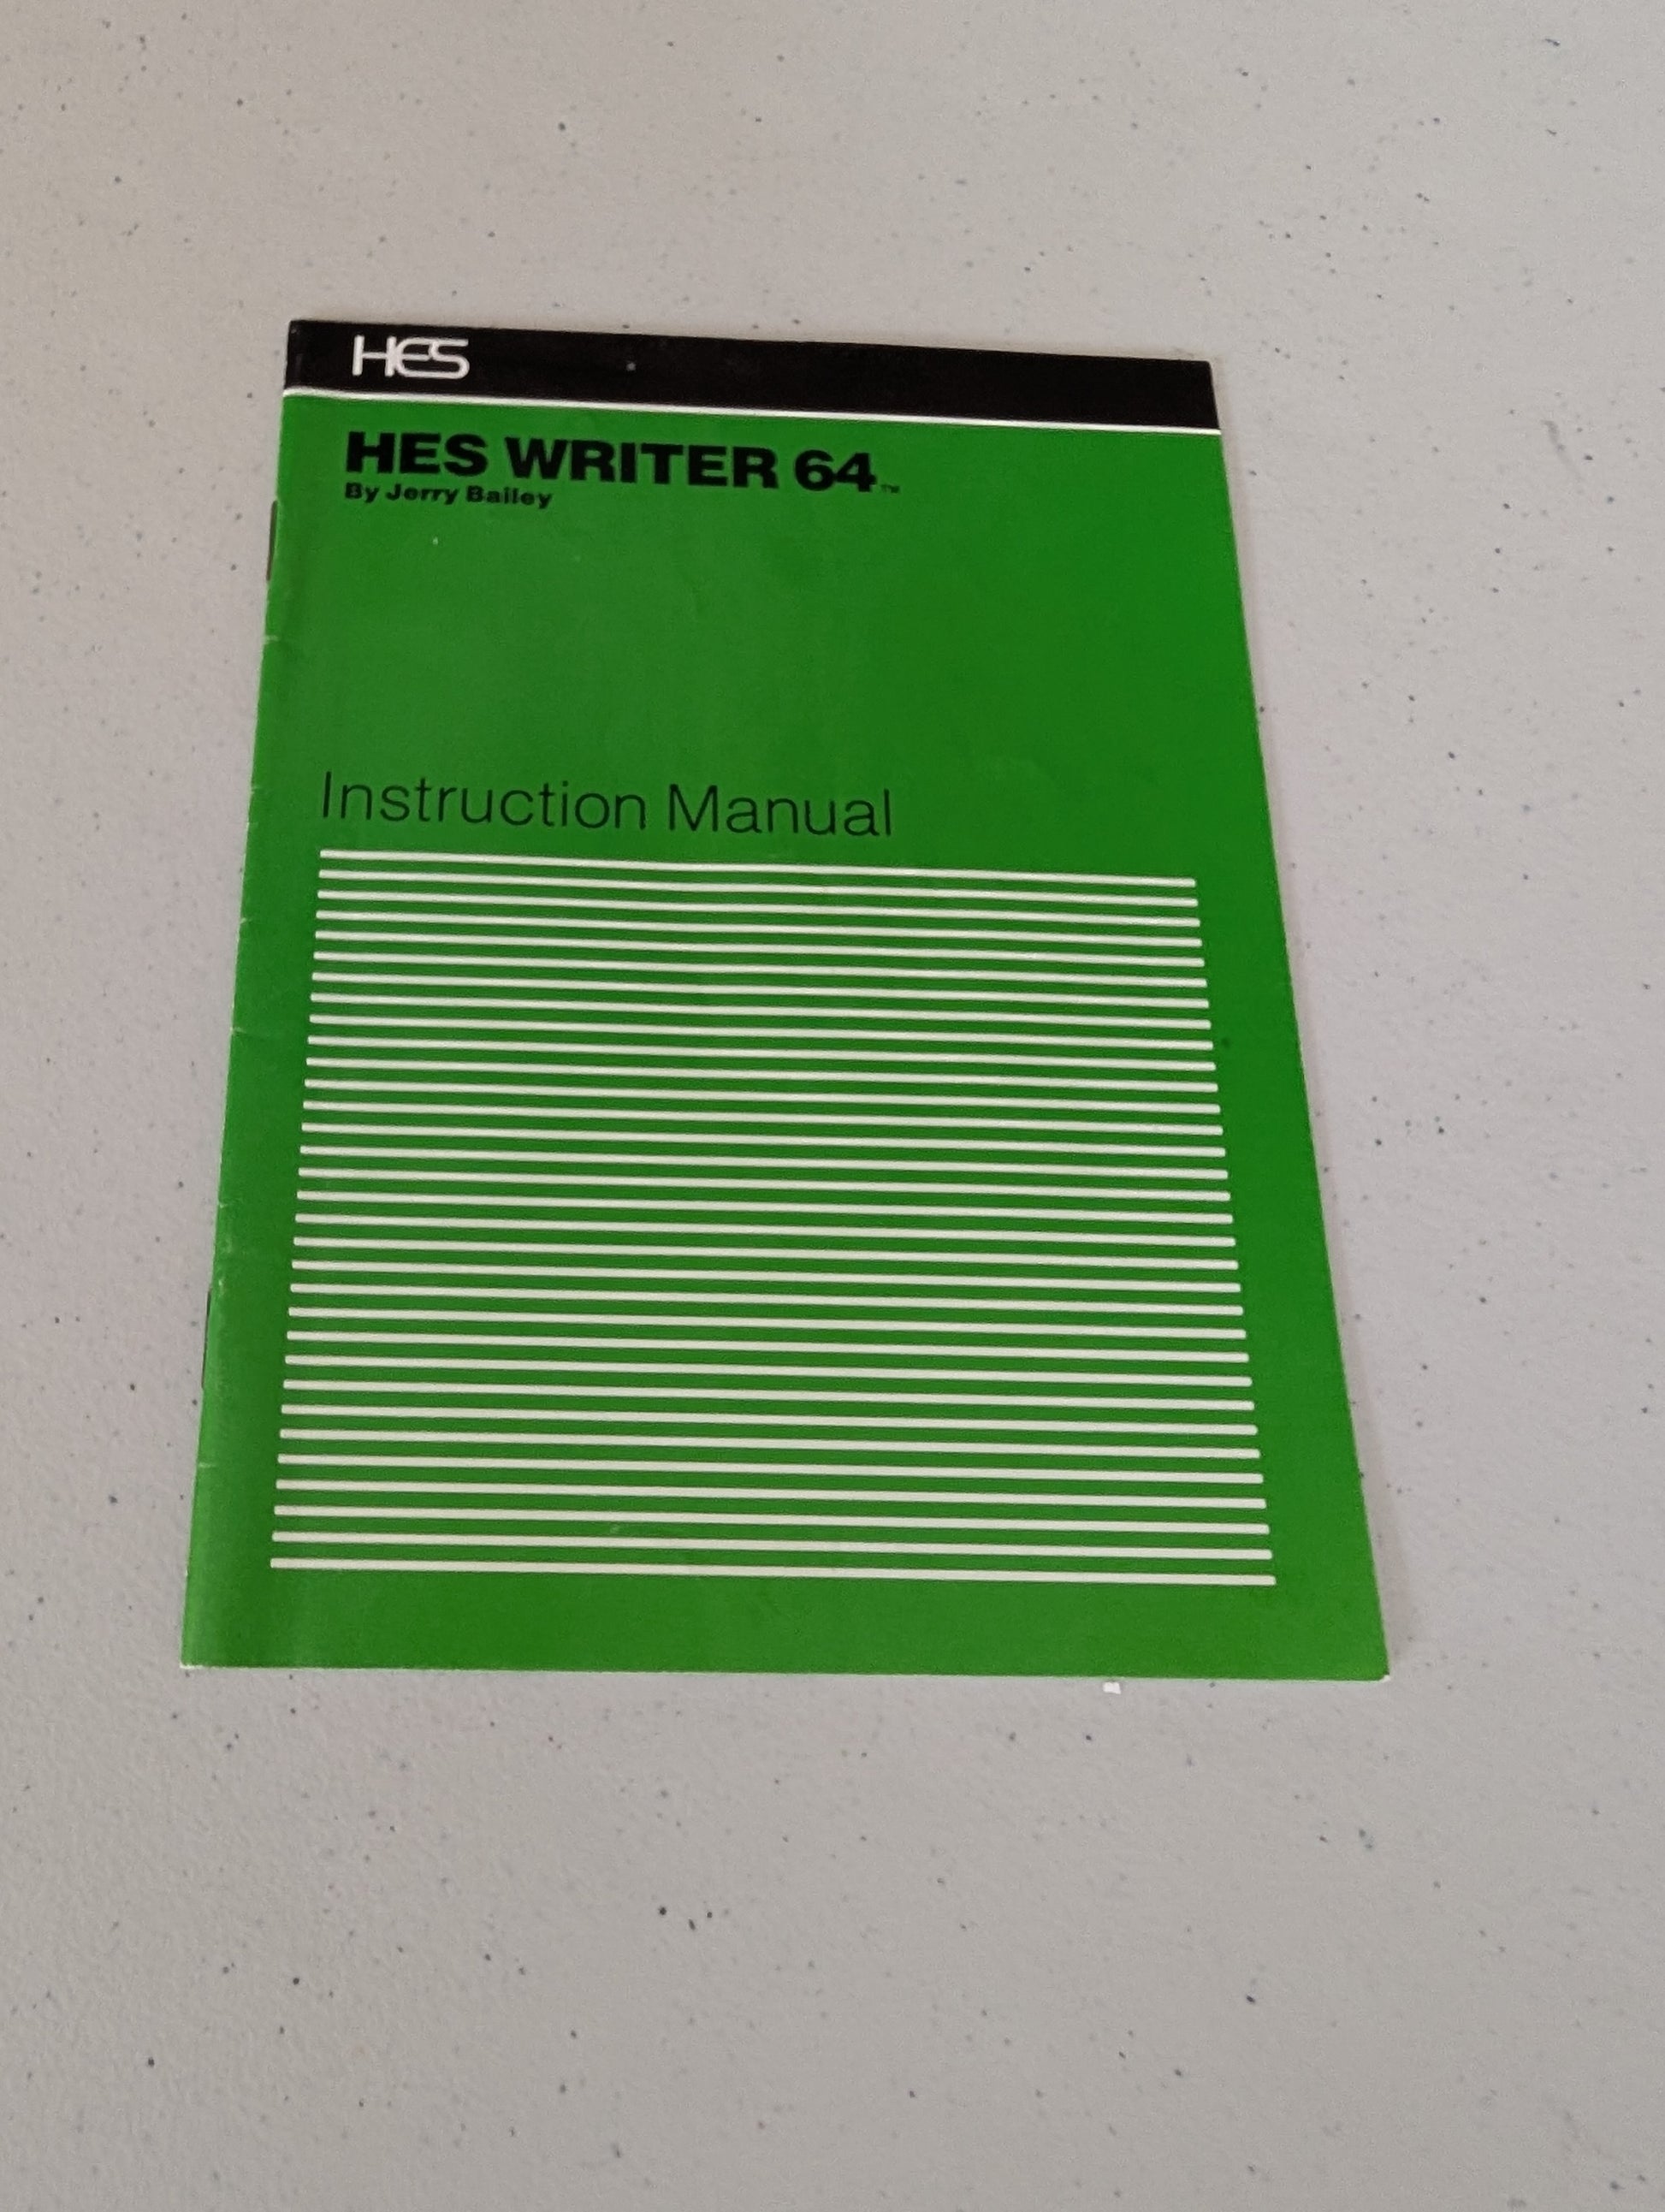 HES
HES WRITER 64™
By Jerry Bailey
Instruction Manual